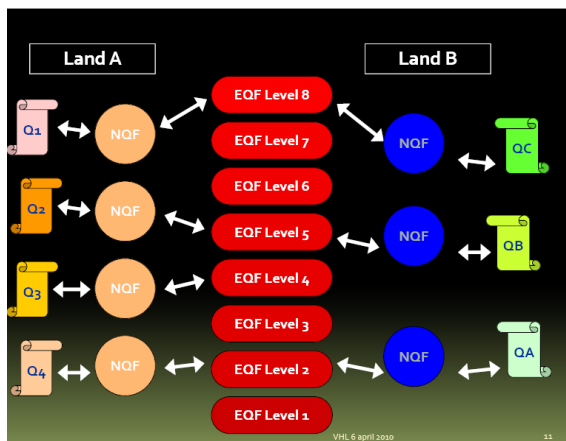 Land A
Land B
EQF Level 8
Q1
NQF
NQF
QC
EQF Level 7
EQF Level 6
Q2
NQF
EQF Level 5
NQF
QB
Q3
NQF
EQF Level 4
EQF Level 3
Q4
NQF
EQF Level 2
NQF
QA
EQF Level 1
VHL 6 april 2010
11